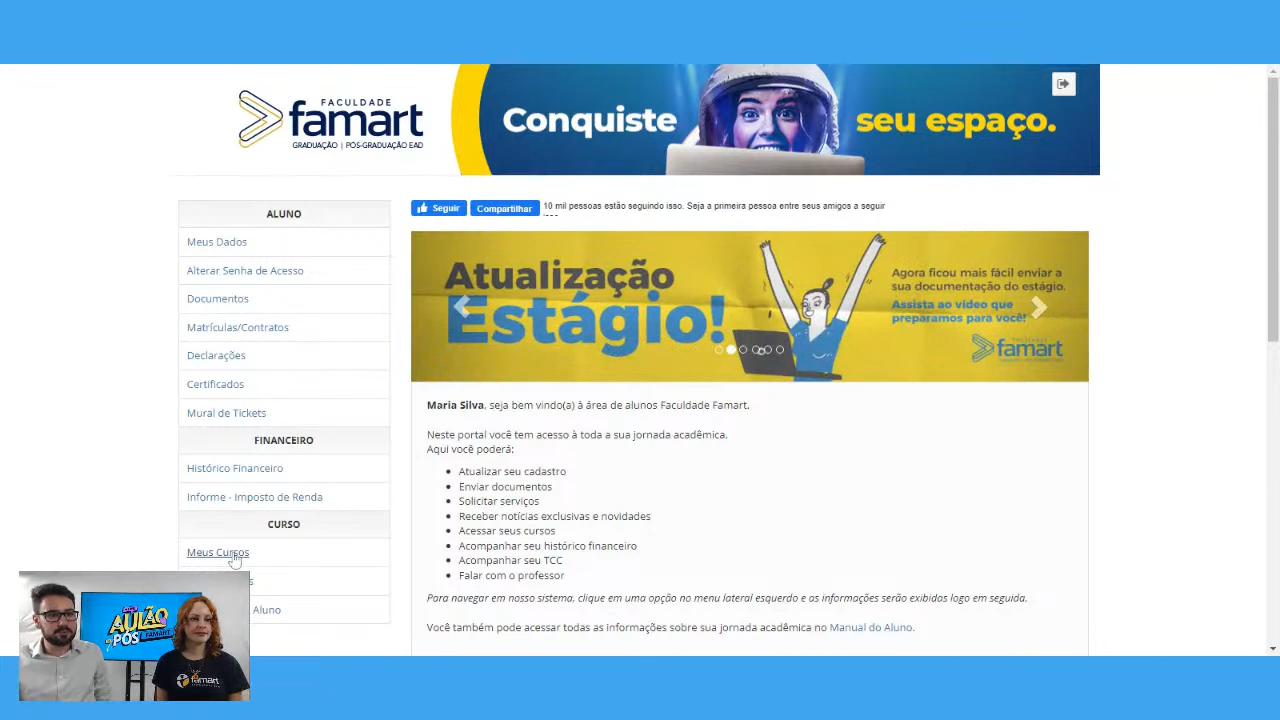 FACULDADE
famart
GRADUAÇÃO | PÓS-GRADUAÇÃO EAD
Conquiste
seu espaço.
ALUNO
Meus Dados
Alterar Senha de Acesso
Documentos
Matrículas/Contratos
Declarações
Certificados
Mural de Tickets
FINANCEIRO
Histórico Financeiro
Informe - Imposto de Renda
CURSO
Meus Cursos
Aluno
Seguir
Compartilhar
10 mil pessoas estão seguindo isso. Seja a primeira pessoa entre seus amigos a seguir
Atualização
Estágio!
Agora ficou mais fácil enviar a
sua documentação do estágio.
Assista ao vídeo que
preparamos para você!
famart
Maria Silva, seja bem vindo(a) à área de alunos Faculdade Famart.
Neste portal você tem acesso à toda a sua jornada acadêmica.
Aqui você poderá:
Atualizar seu cadastro
Enviar documentos
Solicitar serviços
Receber notícias exclusivas e novidades
Acessar seus cursos
Acompanhar seu histórico financeiro
Acompanhar seu TCC
Falar com o professor
Para navegar em nosso sistema, clique em uma opção no menu lateral esquerdo e as informações serão exibidas logo em seguida.
Você também pode acessar todas as informações sobre sua jornada acadêmica no Manual do Aluno.
AULÃO
PÓS
FAMART
famart